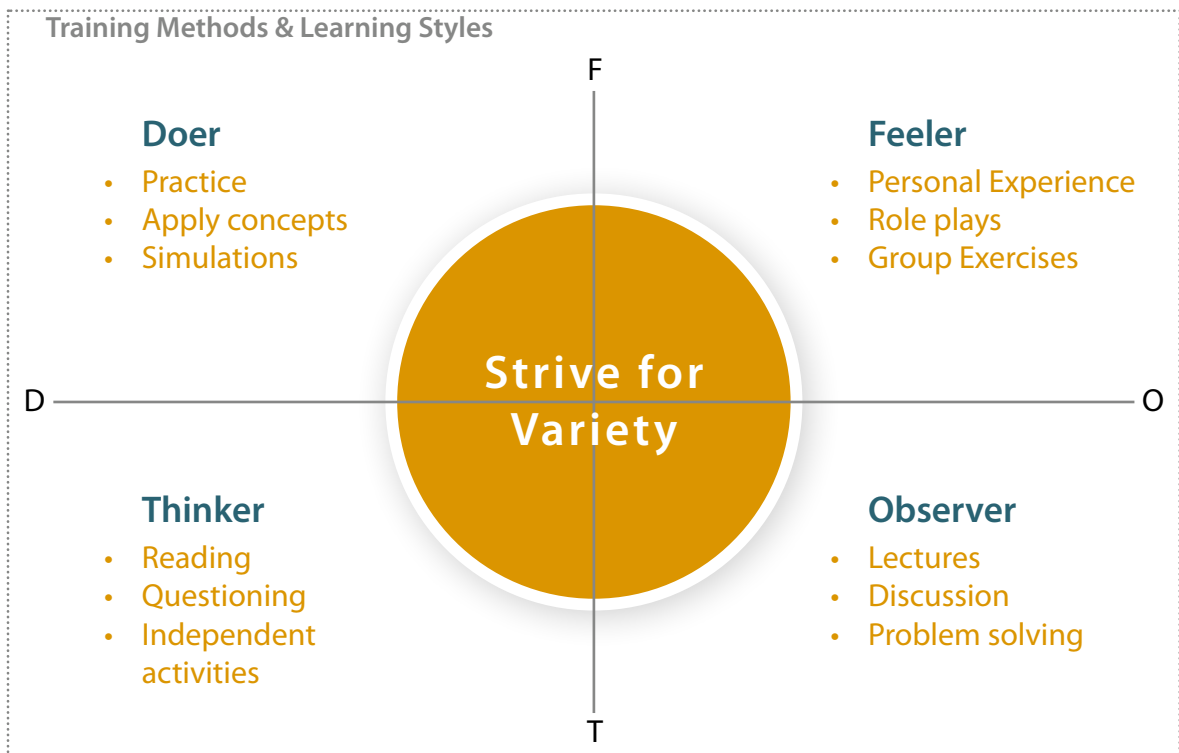 Training Methods & Learning Styles
F
Doer
• Practice
• Apply concepts
• Simulations
Feeler
• Personal Experience
• Role plays
• Group Exercises
D
Strive for
Variety
O
Thinker
• Reading
• Questioning
• Independent
activities
Observer
• Lectures
• Discussion
• Problem solving
T